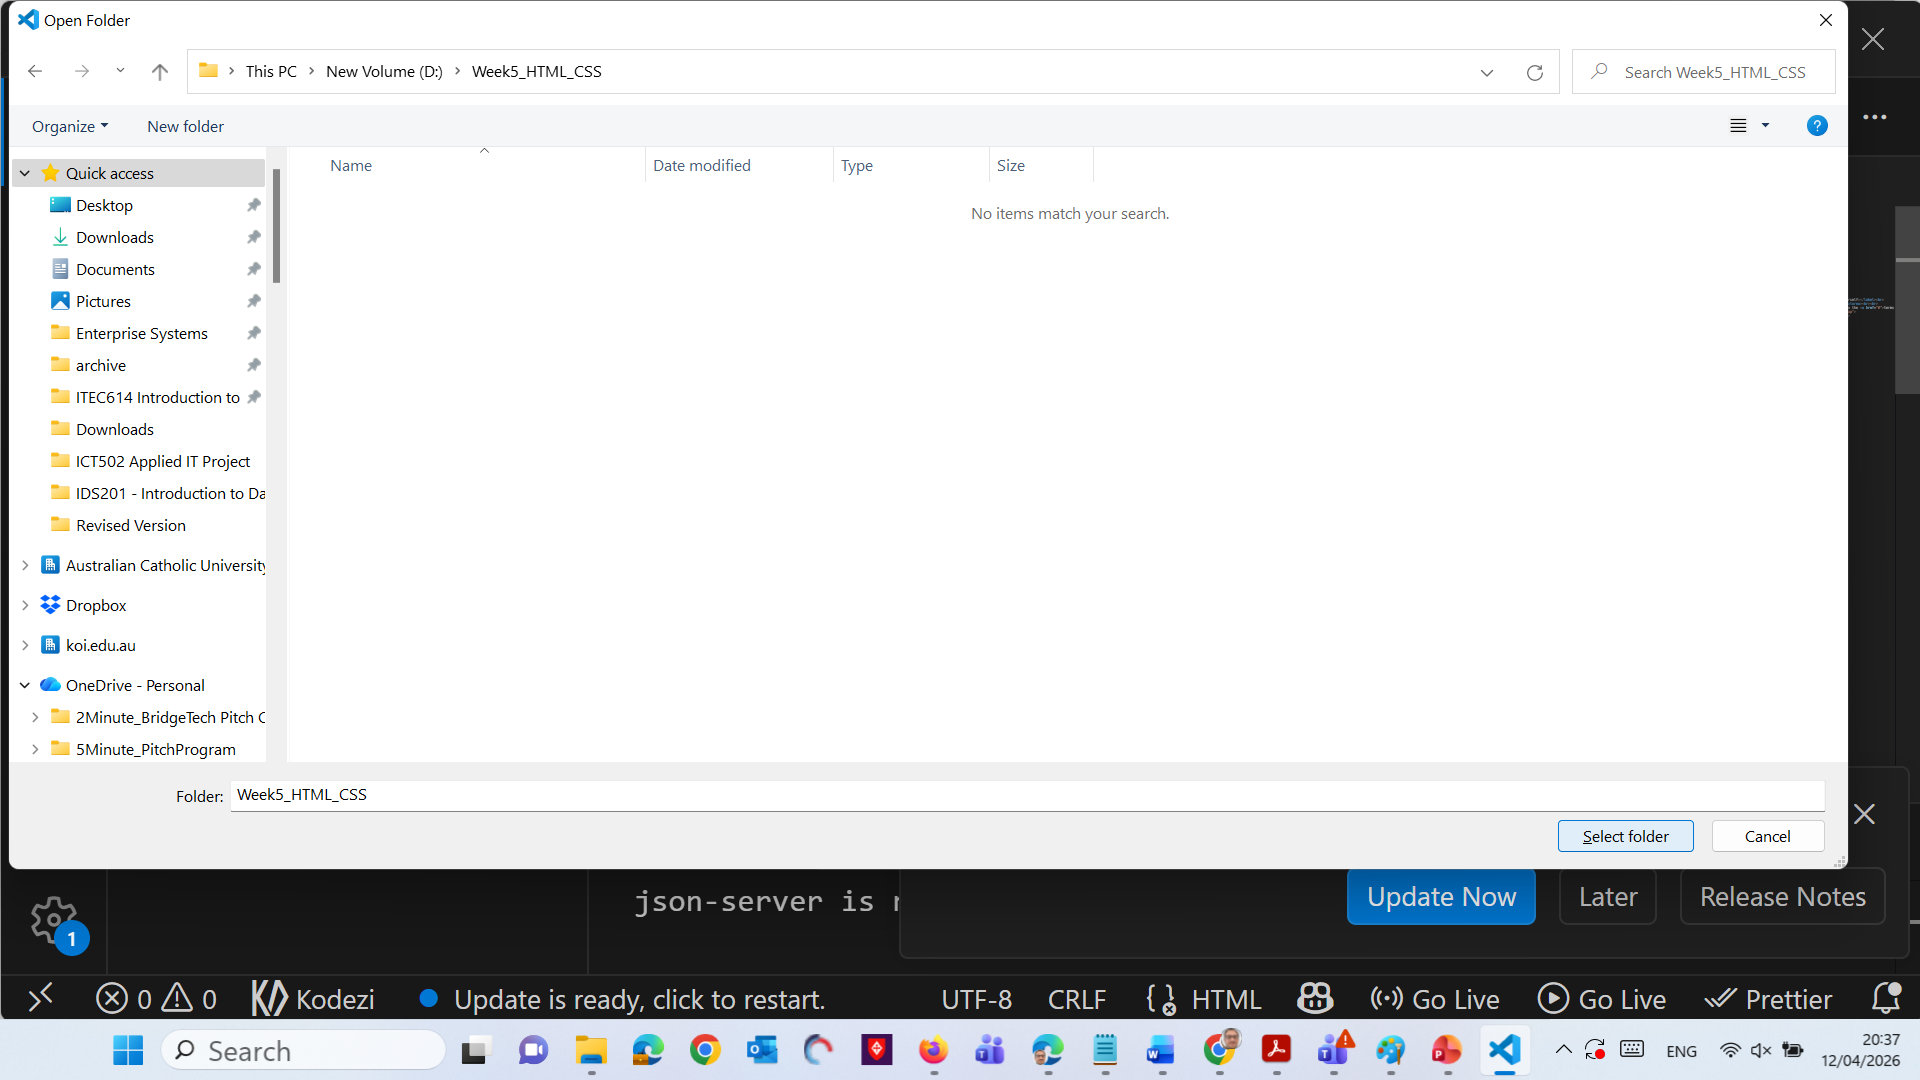 Open Folder
This PC > New Volume (D:) > Week5_HTML_CSS
Search Week5_HTML_CSS
Organize
New folder
Name
Date modified
Type
Size
No items match your search.
Quick access
Desktop
Downloads
Documents
Pictures
Enterprise Systems
archive
ITEC614 Introduction to
Downloads
ICT502 Applied IT Project
IDS201 - Introduction to Da
Revised Version
Australian Catholic University
Dropbox
koi.edu.au
OneDrive - Personal
2Minute_BridgeTech Pitch C
5Minute_PitchProgram
Folder: Week5_HTML_CSS
Select folder
Cancel
json-server is r
Update Now
Later
Release Notes
1
0 0 Kodezi Update is ready, click to restart. UTF-8 CRLF HTML Go Live Go Live Prettier
Search
ENG
20:37
12/04/2026